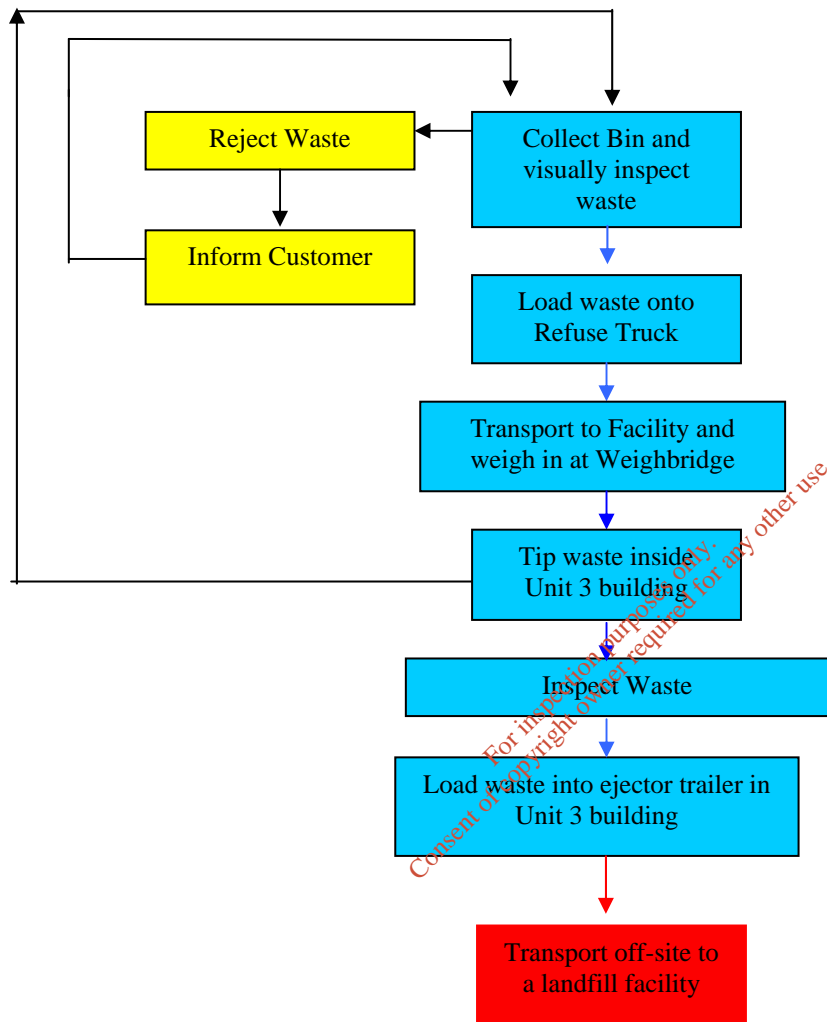 Reject Waste
Collect Bin and
visually inspect
waste
Inform Customer
Load waste onto
Refuse Truck
Transport to Facility and
weigh in at Weighbridge
Tip waste inside
Unit 3 building
Inspect Waste
Load waste into ejector trailer in
Unit 3 building
Transport off-site to
a landfill facility
For inspection purposes only.
Consent of copyright owner required for any other use